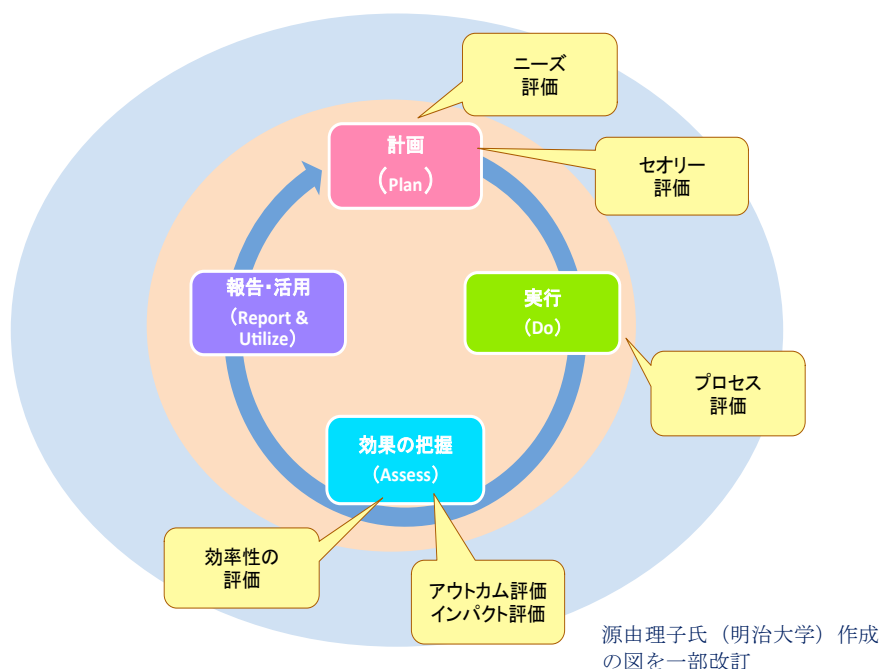 ニーズ
評価
計画
（Plan）
セオリー
評価
報告・活用
（Report &
Utilize）
実行
（Do）
プロセス
評価
効果の把握
（Assess）
効率性の
評価
アウトカム評価
インパクト評価
源由理子氏（明治大学）作成
の図を一部改訂